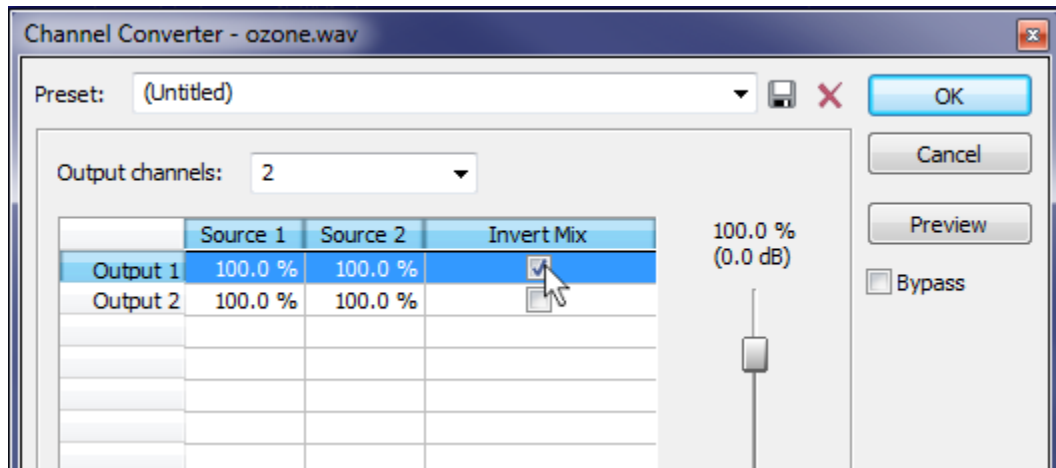 Channel Converter - ozone.wav
Preset: (Untitled)
OK
Cancel
Output channels: 2
Preview
Bypass
Source 1 Source 2 Invert Mix
Output 1 100.0 % 100.0 %
Output 2 100.0 % 100.0 %
100.0 %
(0.0 dB)